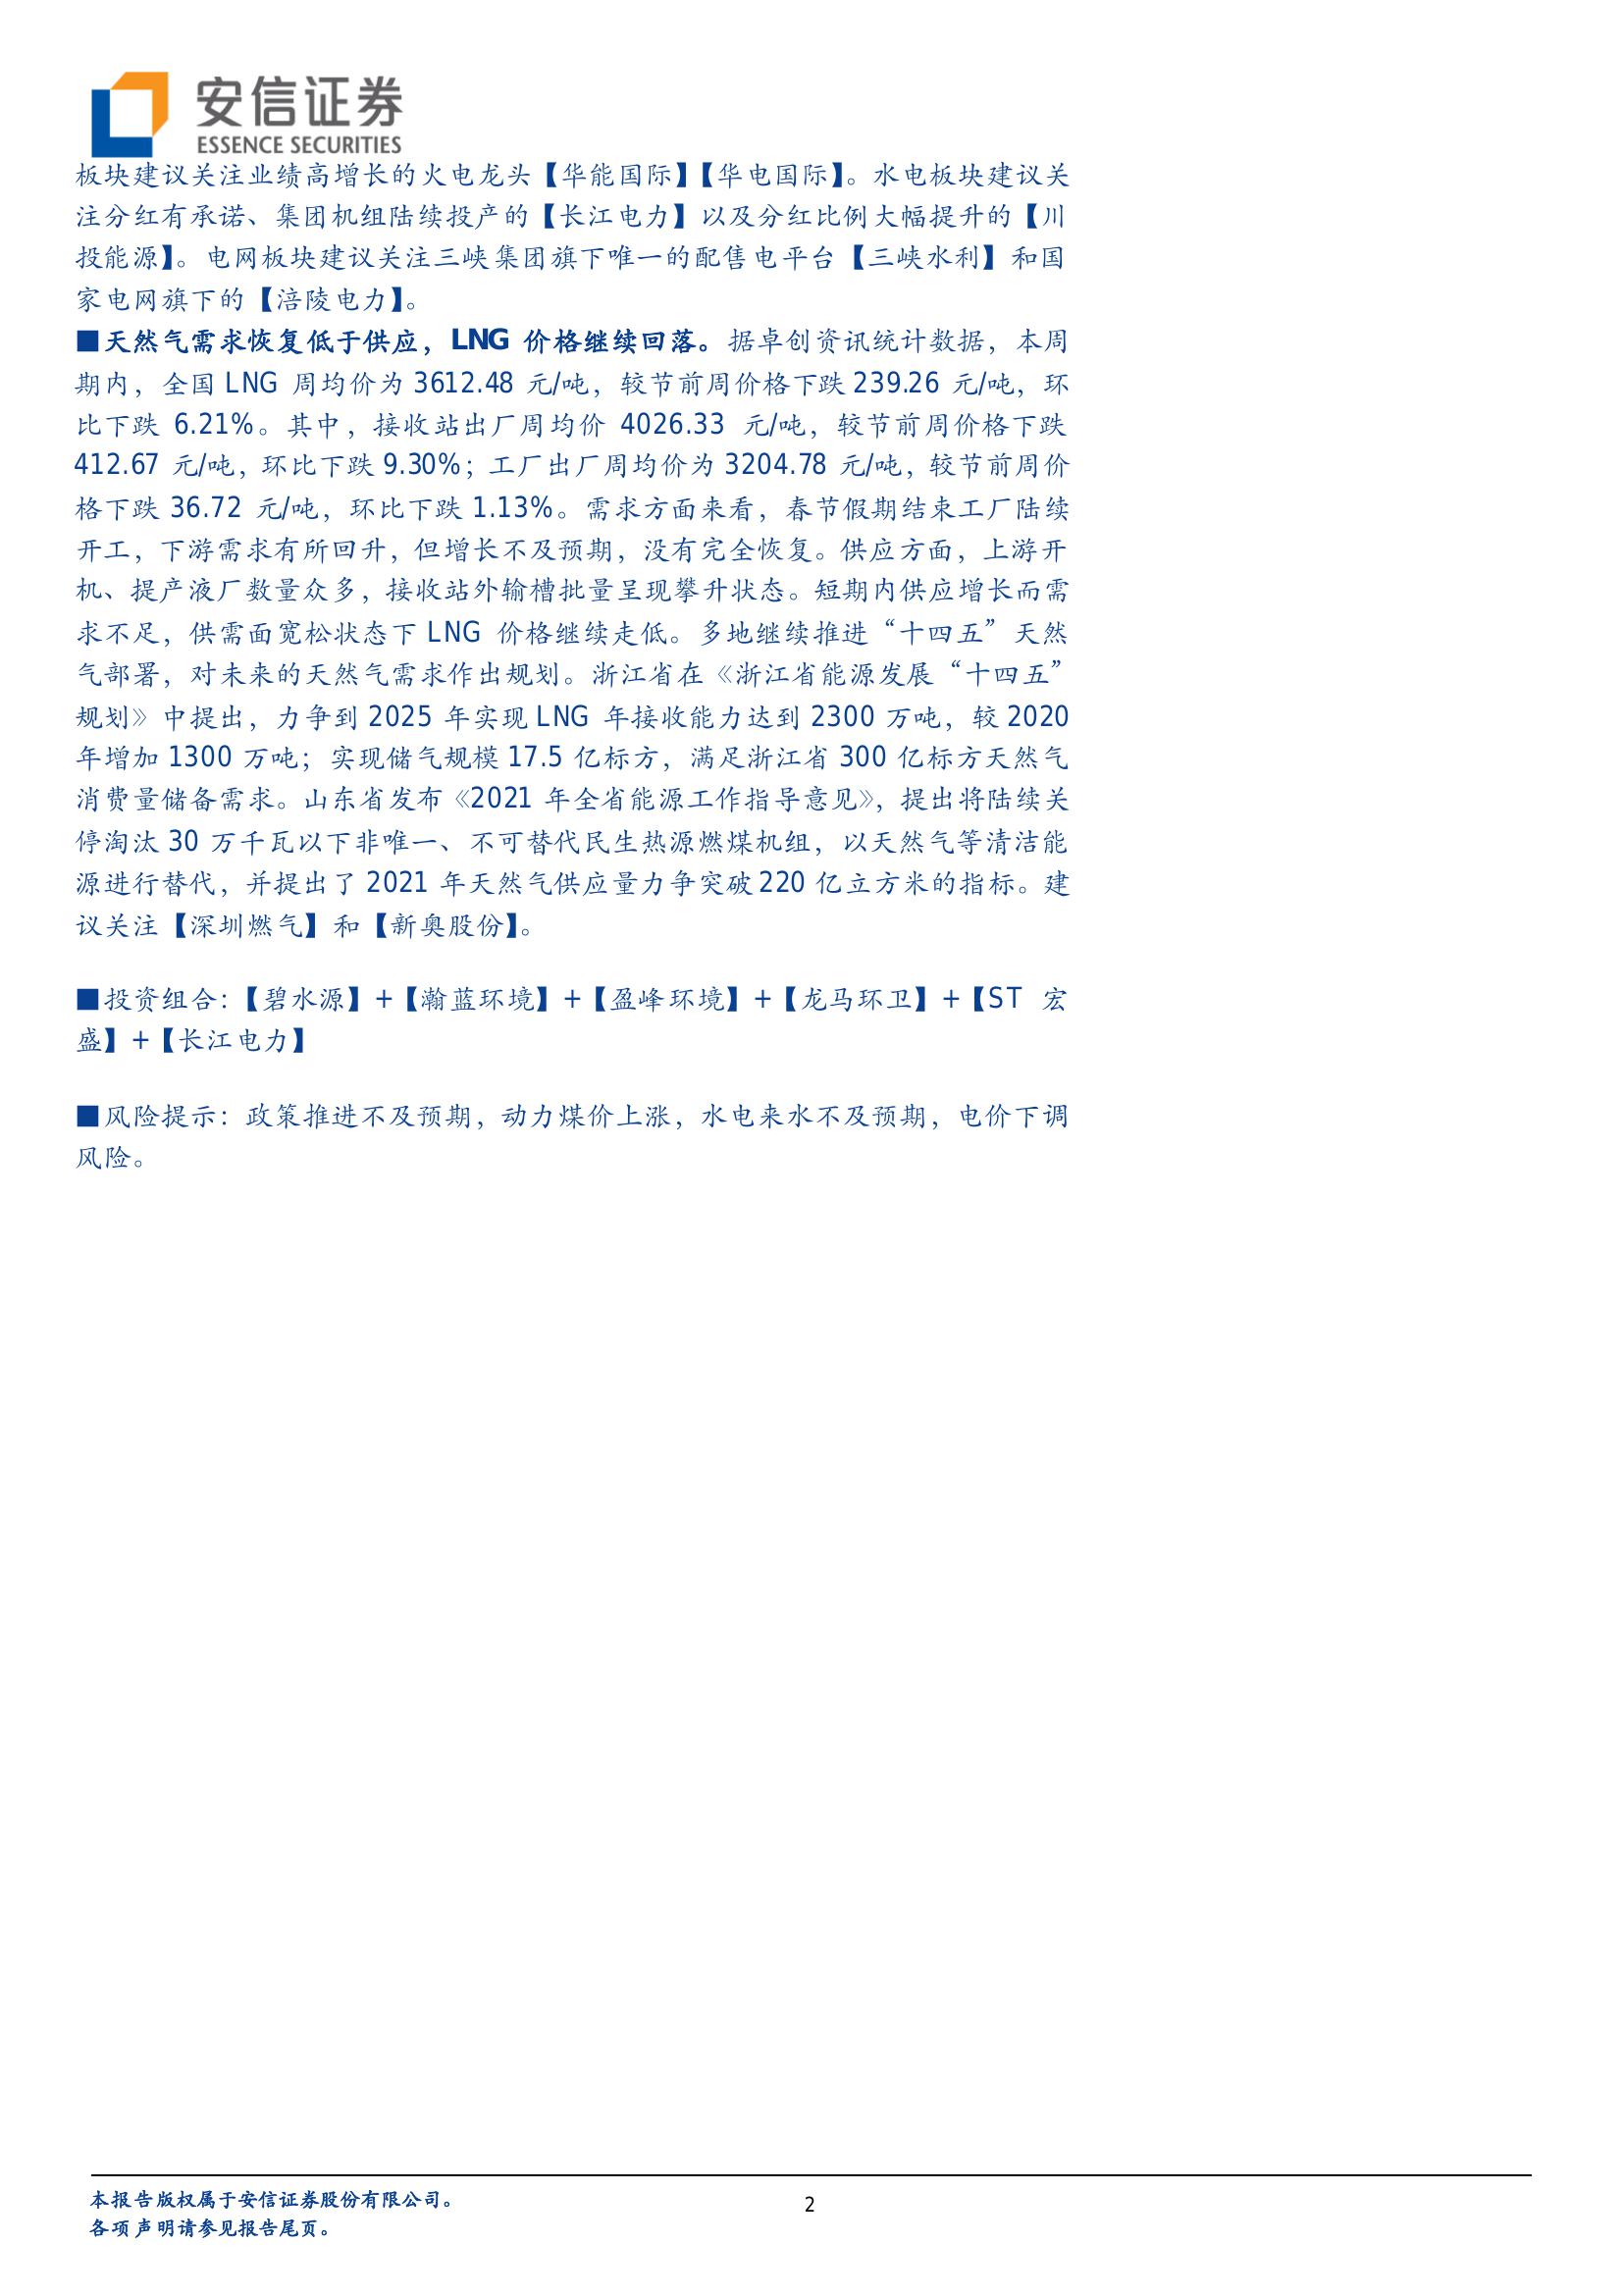 安信证券
ESSENCE SECURITIES
板块建议关注业绩高增长的火电龙头【华能国际】【华电国际】。水电板块建议关
注分红有承诺、集团机组陆续投产的【长江电力】以及分红比例大幅提升的【川
投能源】。电网板块建议关注三峡集团旗下唯一的配售电平台【三峡水利】和国
家电网旗下的【涪陵电力】。
■天然气需求恢复低于供应，LNG 价格继续回落。据卓创资讯统计数据，本周
期内，全国 LNG 周均价为 3612.48 元/吨，较节前周价格下跌 239.26 元/吨，环
比下跌 6.21%。其中，接收站出厂周均价 4026.33 元/吨，较节前周价格下跌
412.67 元/吨，环比下跌 9.30%；工厂出厂周均价为 3204.78 元/吨，较节前周价
格下跌 36.72 元/吨，环比下跌 1.13%。需求方面来看，春节假期结束工厂陆续
开工，下游需求有所回升，但增长不及预期，没有完全恢复。供应方面，上游开
机、提产液厂数量众多，接收站外输槽批量呈现攀升状态。短期内供应增长而需
求不足，供需面宽松状态下 LNG 价格继续走低。多地继续推进“十四五”天然
气部署，对未来的天然气需求作出规划。浙江省在《浙江省能源发展“十四五”
规划》中提出，力争到 2025 年实现 LNG 年接收能力达到 2300 万吨，较 2020
年增加 1300 万吨；实现储气规模 17.5 亿标方，满足浙江省 300 亿标方天然气
消费量储备需求。山东省发布《2021 年全省能源工作指导意见》，提出将陆续关
停淘汰 30 万千瓦以下非唯一、不可替代民生热源燃煤机组，以天然气等清洁能
源进行替代，并提出了 2021 年天然气供应量力争突破 220 亿立方米的指标。建
议关注【深圳燃气】和【新奥股份】。
■投资组合：【碧水源】+【瀚蓝环境】+【盈峰环境】+【龙马环卫】+【ST 宏
盛】+【长江电力】
■风险提示：政策推进不及预期，动力煤价上涨，水电来水不及预期，电价下调
风险。
本报告版权属于安信证券股份有限公司。
各项声明请参见报告尾页。
2